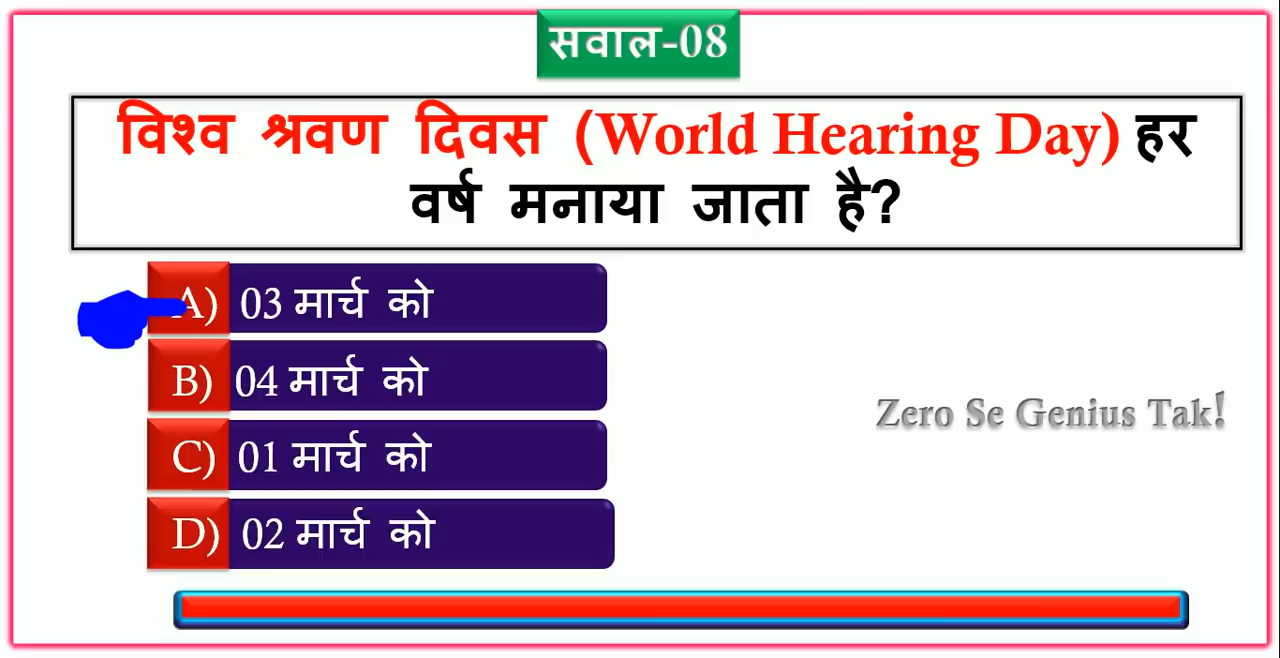 सवाल-08
विश्व श्रवण दिवस (World Hearing Day) हर
वर्ष मनाया जाता है?
A) 03 मार्च को
B) 04 मार्च को
C) 01 मार्च को
D) 02 मार्च को
Zero Se Genius Tak!